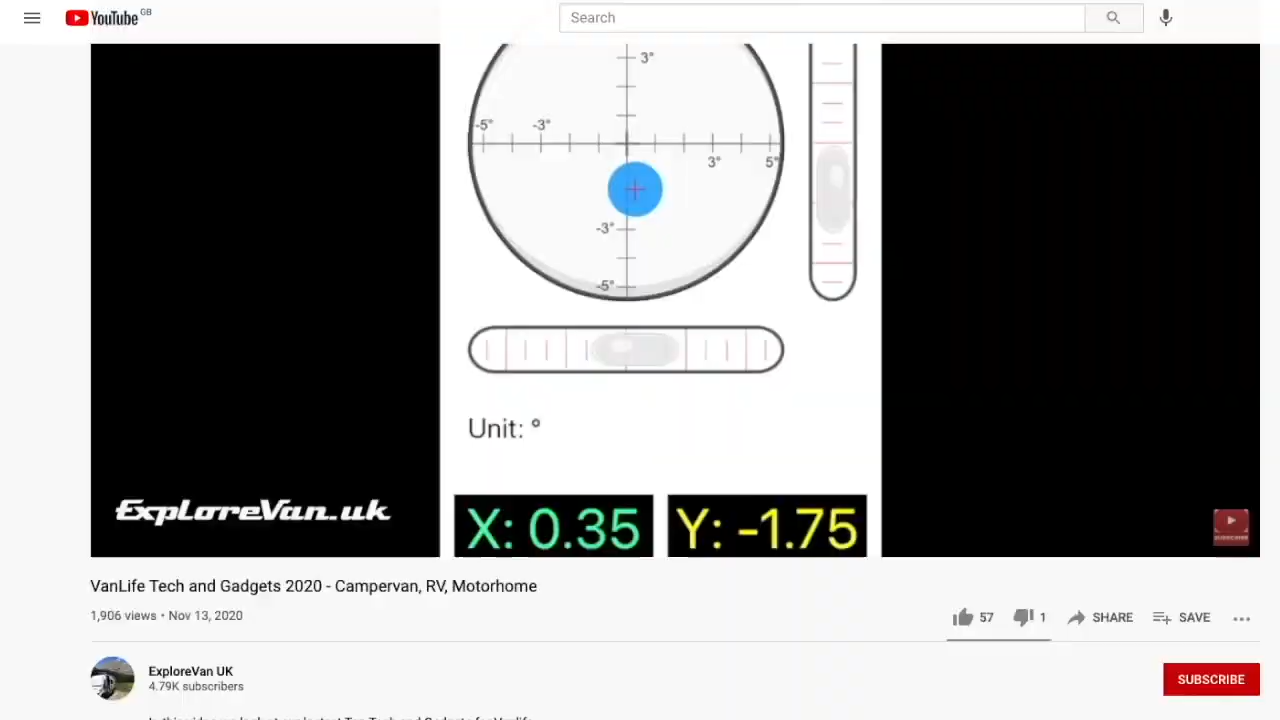 YouTube GB
Search
3°
-5° -3°
3° 5°
-3°
-5°
Unit: °
ExploreVan.uk
X: 0.35 Y: -1.75
SUBSCRIBE
VanLife Tech and Gadgets 2020 - Campervan, RV, Motorhome
1,906 views • Nov 13, 2020
57 1 SHARE SAVE
ExploreVan UK
4.79K subscribers
SUBSCRIBE